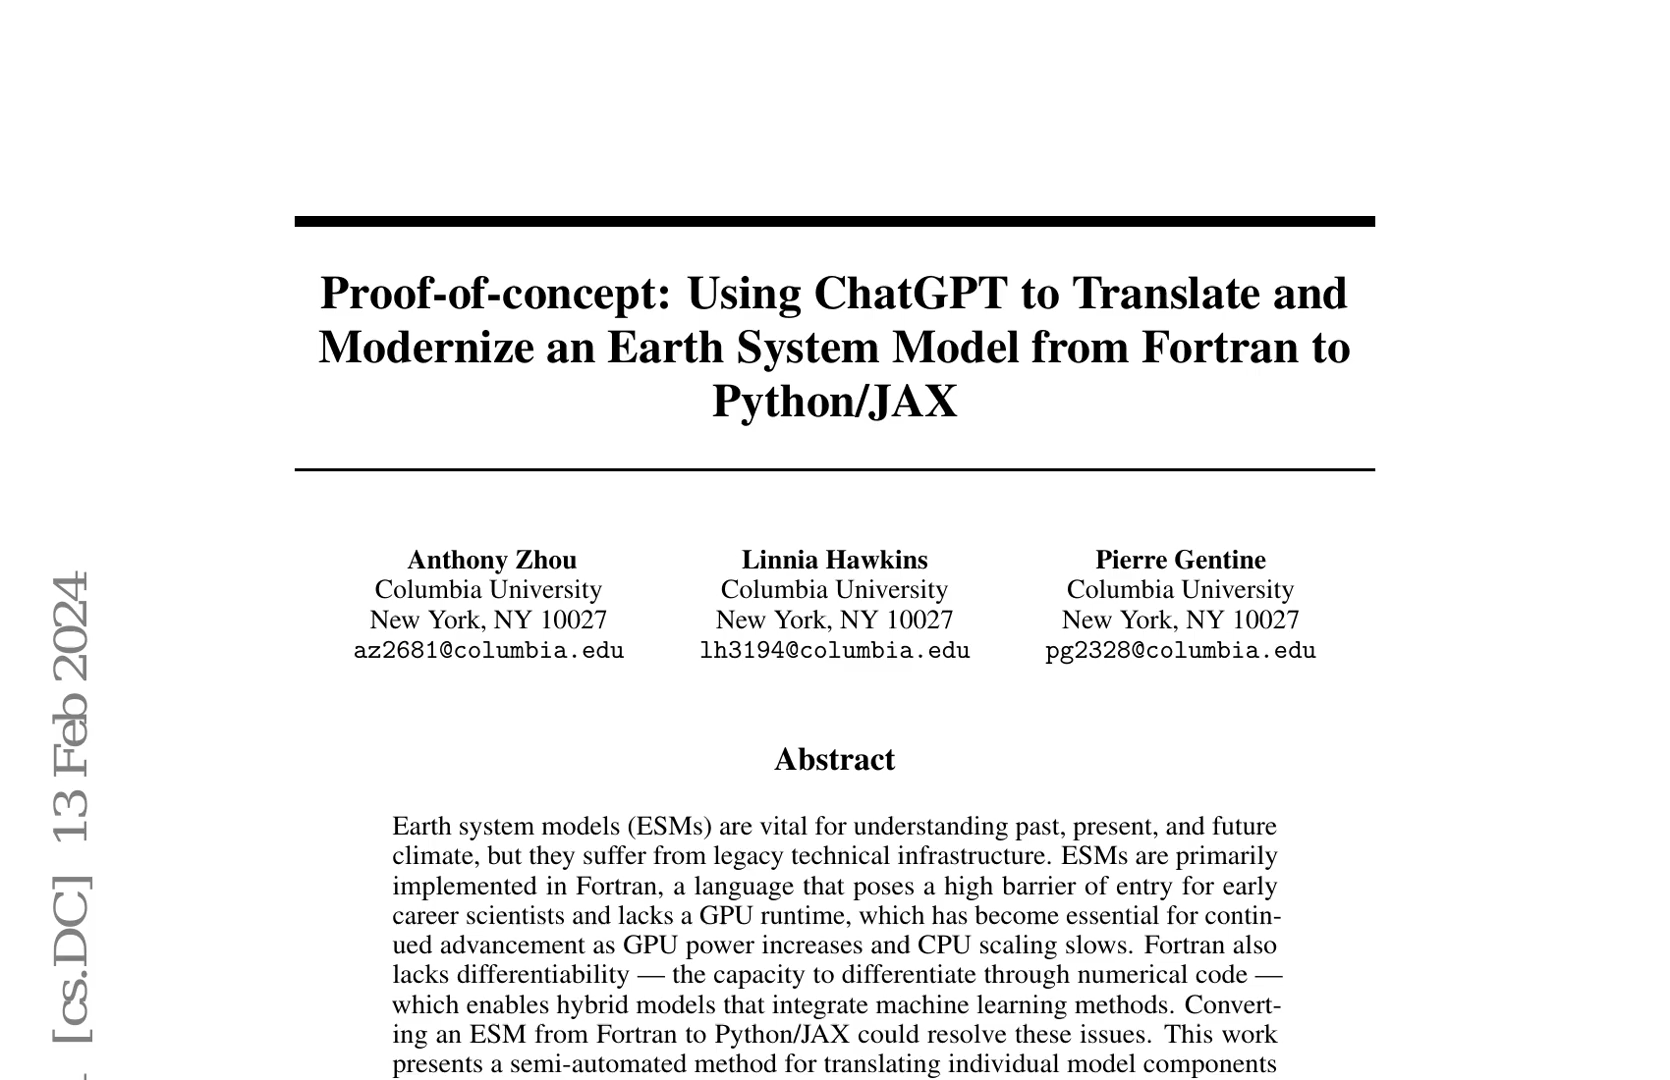 Proof-of-concept: Using ChatGPT to Translate and
Modernize an Earth System Model from Fortran to
Python/JAX
Anthony Zhou
Columbia University
New York, NY 10027
az2681@columbia.edu
Linnia Hawkins
Columbia University
New York, NY 10027
lh3194@columbia.edu
Pierre Gentine
Columbia University
New York, NY 10027
pg2328@columbia.edu
[cs.DC] 13 Feb 2024
Abstract
Earth system models (ESMs) are vital for understanding past, present, and future
climate, but they suffer from legacy technical infrastructure. ESMs are primarily
implemented in Fortran, a language that poses a high barrier of entry for early
career scientists and lacks a GPU runtime, which has become essential for contin-
ued advancement as GPU power increases and CPU scaling slows. Fortran also
lacks differentiability — the capacity to differentiate through numerical code —
which enables hybrid models that integrate machine learning methods. Convert-
ing an ESM from Fortran to Python/JAX could resolve these issues. This work
presents a semi-automated method for translating individual model components